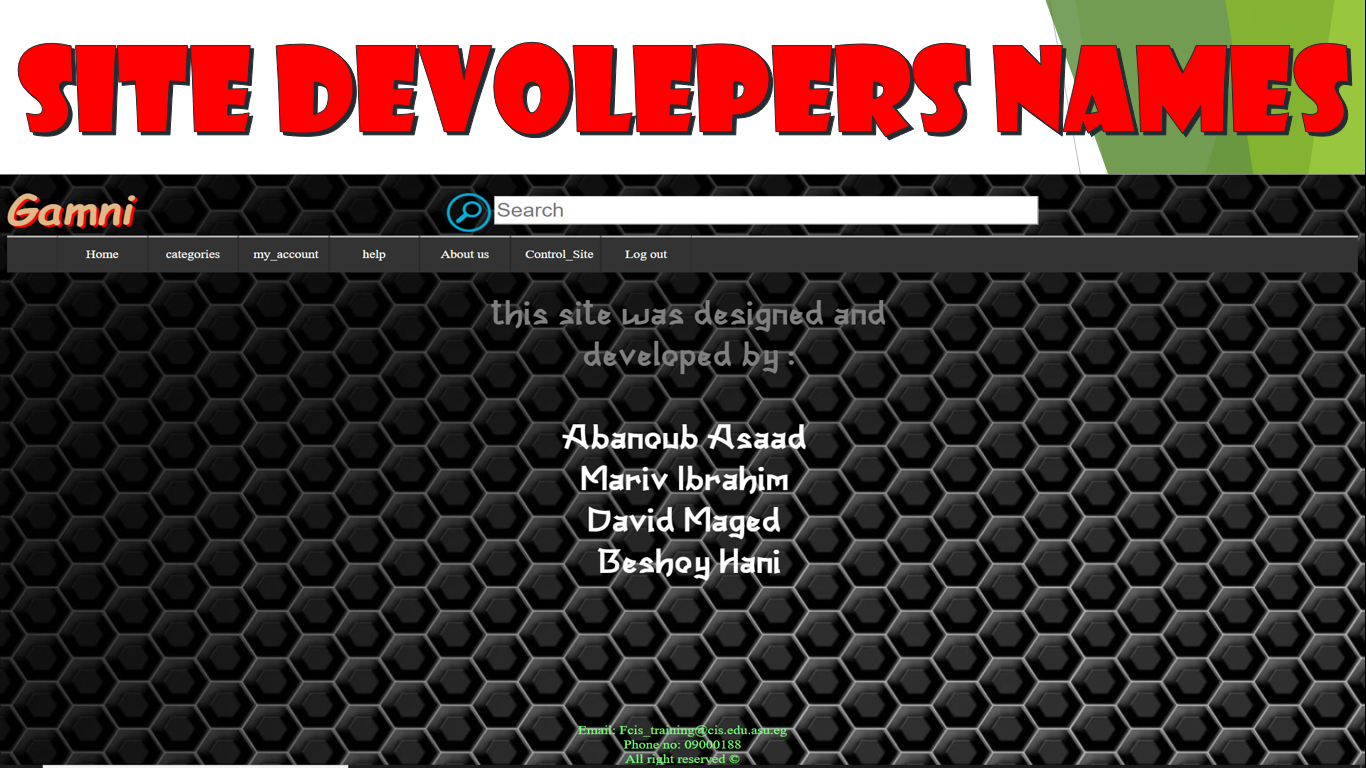 SITE DEVOLEPERS NAMES
Gamni
Search
Home categories my_account help About us Control_Site Log out
this site was designed and
developed by :
Abanoub Asaad
Mariv Ibrahim
David Maged
Beshoy Hani
Email: Fcis_training@cis.edu.asu.eg
Phone no: 09000188
All right reserved ©